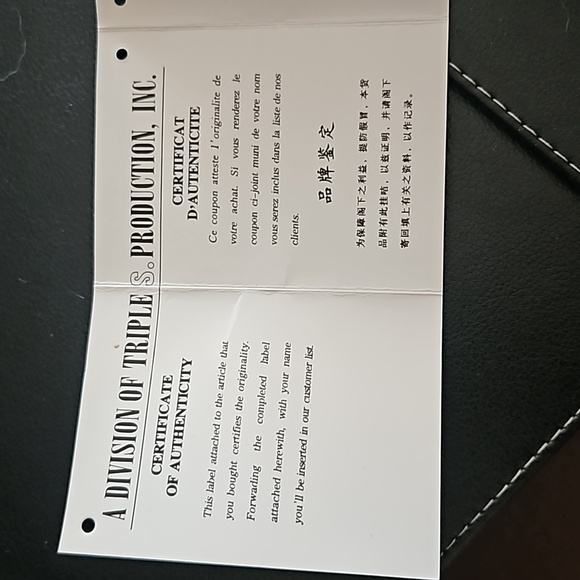 A DIVISION OF TRIPLE S. PRODUCTION, INC.
CERTIFICATE
OF AUTHENTICITY
This label attached to the article that
you bought certifies the originality.
Forwading the completed label
attached herewith, with your name
you'll be inserted in our customer list.
CERTIFICAT
D'AUTENTICITE
Ce coupon atteste l'originalite de
votre achat. Si vous renderez le
coupon ci-joint muni de votre nom
vous serez inclus dans la liste de nos
clients.
品牌鉴定
为保障阁下之利益，提防假冒，本货
品附有此挂咭，以兹证明，并请阁下
寄回填上有关之资料，以作记录。